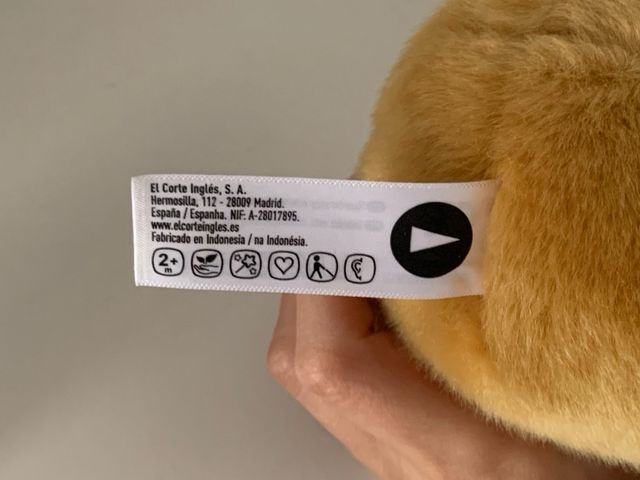 El Corte Inglés, S. A.
Hermosilla, 112 - 28009 Madrid.
España / Espanha. NIF: A-28017895.
www.elcorteingles.es
Fabricado en Indonesia / na Indonésia.
2+
m